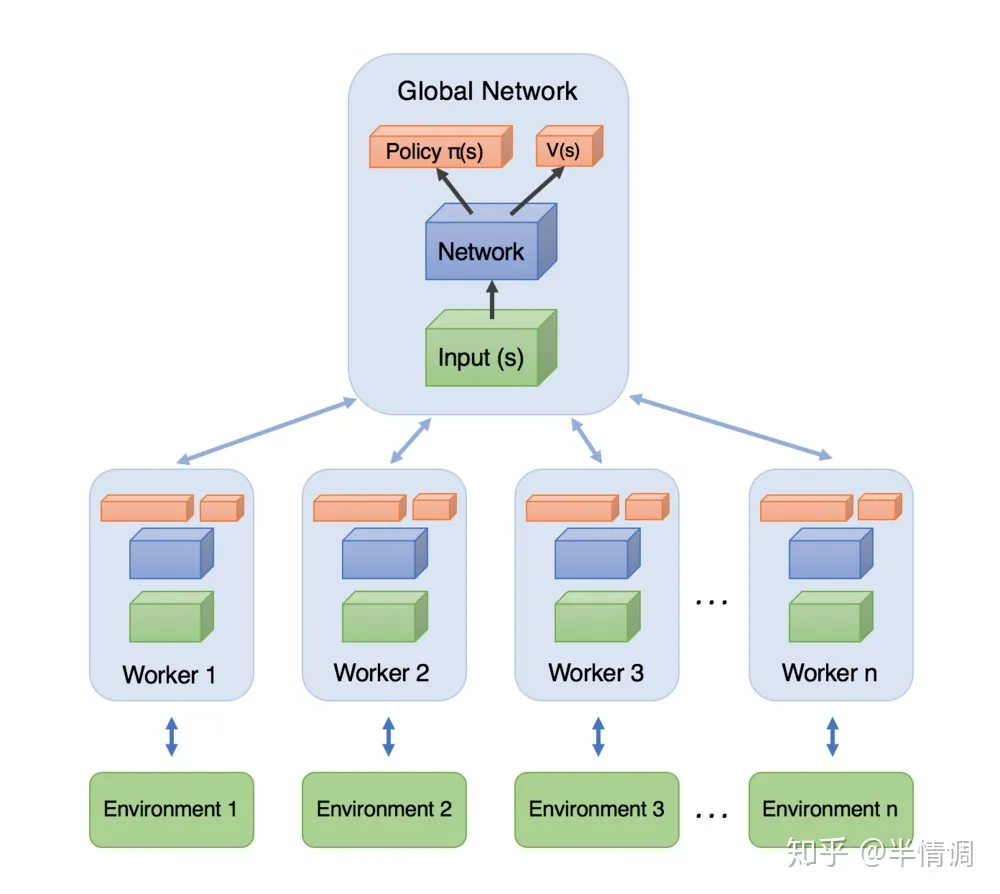 Global Network
Policy π(s)
V(s)
Network
Input (s)
Worker 1
Worker 2
Worker 3
...
Worker n
Environment 1
Environment 2
Environment 3
...
Environment n
知乎 @半情调